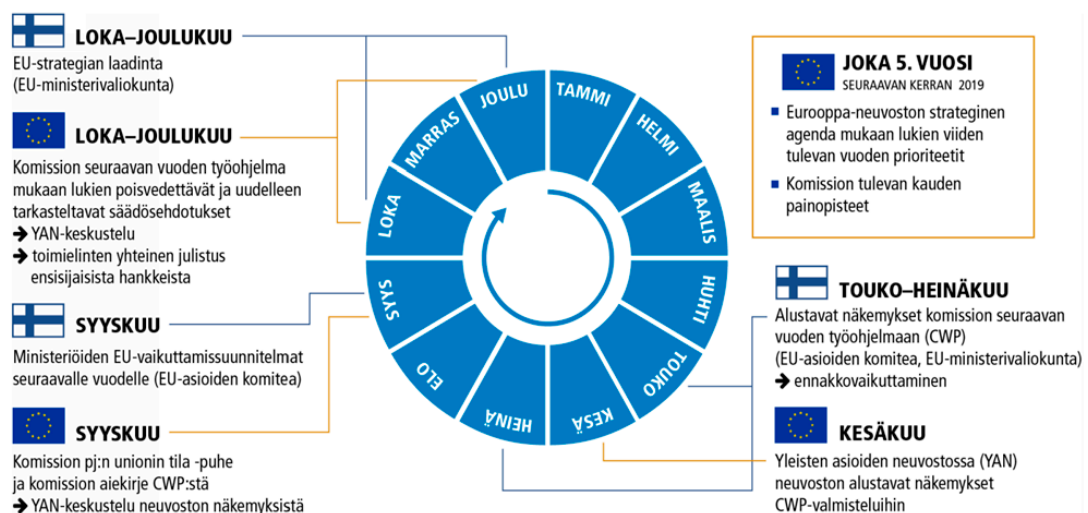 LOKA–JOULUKUU
EU-strategian laadinta
(EU-ministerivaliokunta)
LOKA–JOULUKUU
Komission seuraavan vuoden työohjelma
mukaan lukien poisvedettävät ja uudelleen
tarkasteltavat säädösehdotukset
➔ YAN-keskustelu
➔ toimielinten yhteinen julistus
ensisijaisista hankkeista
SYYSKUU
Ministeriöiden EU-vaikuttamissuunnitelmat
seuraavalle vuodelle (EU-asioiden komitea)
SYYSKUU
Komission pj:n unionin tila -puhe
ja komission aiekirje CWP:stä
➔ YAN-keskustelu neuvoston näkemyksistä
TAMMI
HELMI
MAALIS
HUHTI
TOUKO
KESÄ
HEINÄ
ELO
SYYS
LOKA
MARRAS
JOULU
JOKA 5. VUOSI
SEURAAVAN KERRAN 2019
▪ Eurooppa-neuvoston strateginen
agenda mukaan lukien viiden
tulevan vuoden prioriteetit
▪ Komission tulevan kauden
painopisteet
TOUKO–HEINÄKUU
Alustavat näkemykset komission seuraavan
vuoden työohjelmaan (CWP)
(EU-asioiden komitea, EU-ministerivaliokunta)
➔ ennakkovaikuttaminen
KESÄKUU
Yleisten asioiden neuvostossa (YAN)
neuvoston alustavat näkemykset
CWP-valmisteluihin